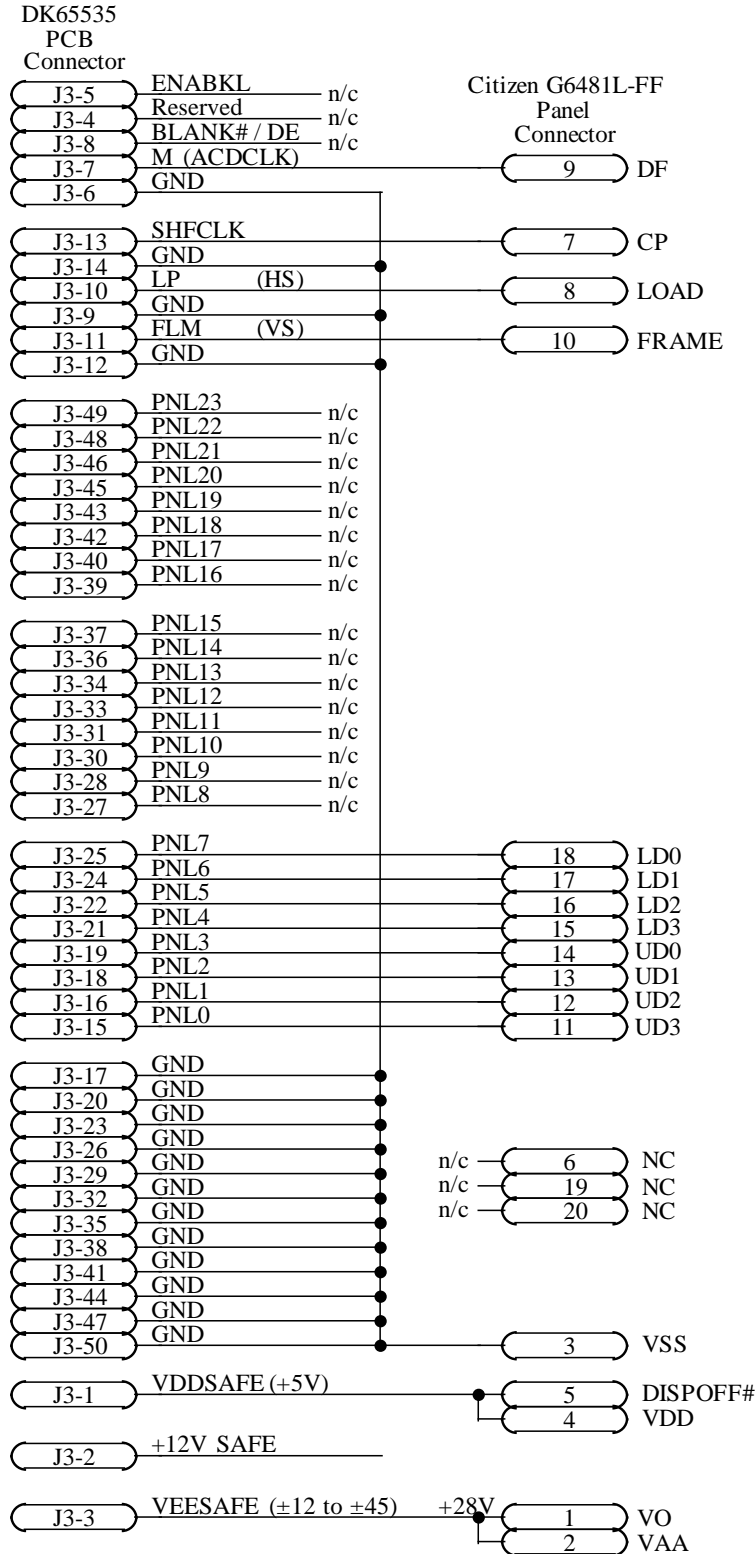 DK65535
PCB
Connector
Citizen G6481L-FF
Panel
Connector
J3-5 ENABKL n/c
J3-4 Reserved n/c
J3-8 BLANK# / DE n/c
J3-7 M (ACDCLK) 9 DF
J3-6 GND
J3-13 SHFCLK 7 CP
J3-14 GND
J3-10 LP (HS) 8 LOAD
J3-9 GND
J3-11 FLM (VS) 10 FRAME
J3-12 GND
J3-49 PNL23 n/c
J3-48 PNL22 n/c
J3-46 PNL21 n/c
J3-45 PNL20 n/c
J3-43 PNL19 n/c
J3-42 PNL18 n/c
J3-40 PNL17 n/c
J3-39 PNL16 n/c
J3-37 PNL15 n/c
J3-36 PNL14 n/c
J3-34 PNL13 n/c
J3-33 PNL12 n/c
J3-31 PNL11 n/c
J3-30 PNL10 n/c
J3-28 PNL9 n/c
J3-27 PNL8 n/c
J3-25 PNL7 18 LD0
J3-24 PNL6 17 LD1
J3-22 PNL5 16 LD2
J3-21 PNL4 15 LD3
J3-19 PNL3 14 UD0
J3-18 PNL2 13 UD1
J3-16 PNL1 12 UD2
J3-15 PNL0 11 UD3
J3-17 GND
J3-20 GND
J3-23 GND
J3-26 GND
J3-29 GND n/c 6 NC
J3-32 GND n/c 19 NC
J3-35 GND n/c 20 NC
J3-38 GND
J3-41 GND
J3-44 GND
J3-47 GND
J3-50 GND 3 VSS
J3-1 VDDSAFE (+5V) 5 DISPOFF#
4 VDD
J3-2 +12V SAFE
J3-3 VEESAFE (±12 to ±45) +28V 1 VO
2 VAA